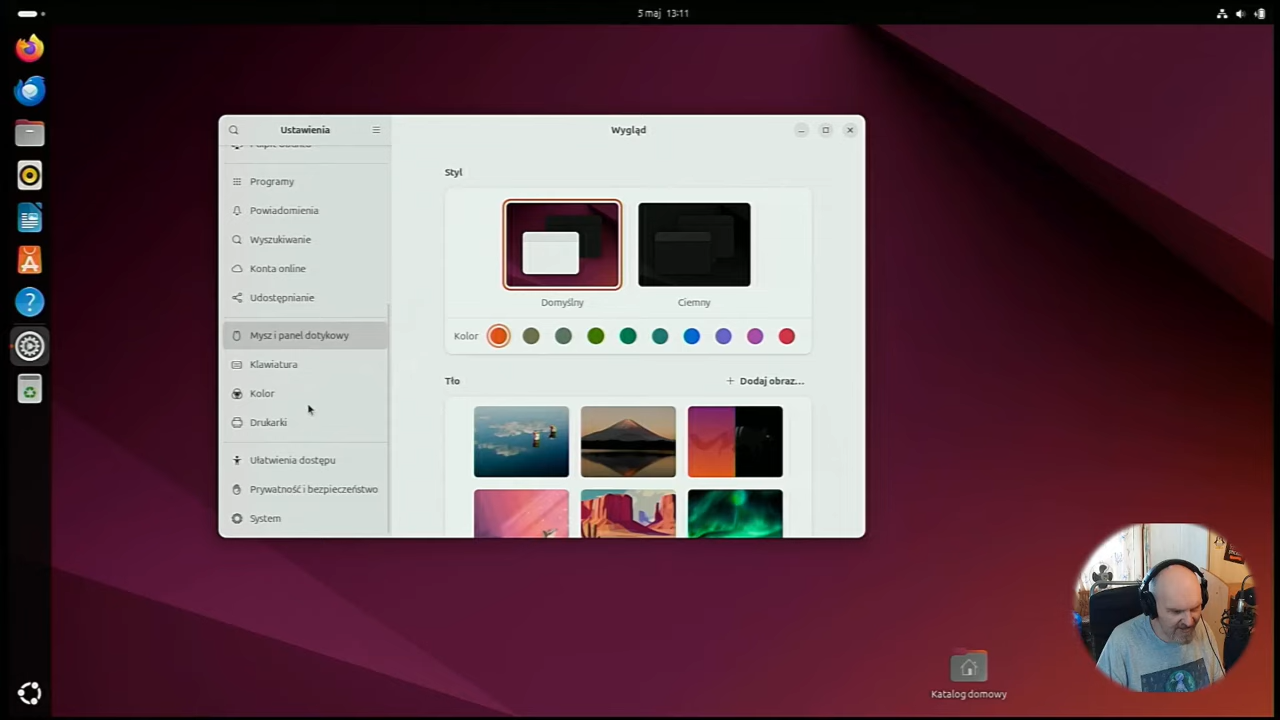 5 maj 13:11
Ustawienia
Wygląd
Programy
Powiadomienia
Wyszukiwanie
Konta online
Udostępnianie
Mysz i panel dotykowy
Klawiatura
Kolor
Drukarki
Ułatwienia dostępu
Prywatność i bezpieczeństwo
System
Styl
Domyślny
Ciemny
Kolor
Tło
+ Dodaj obraz...
Katalog domowy